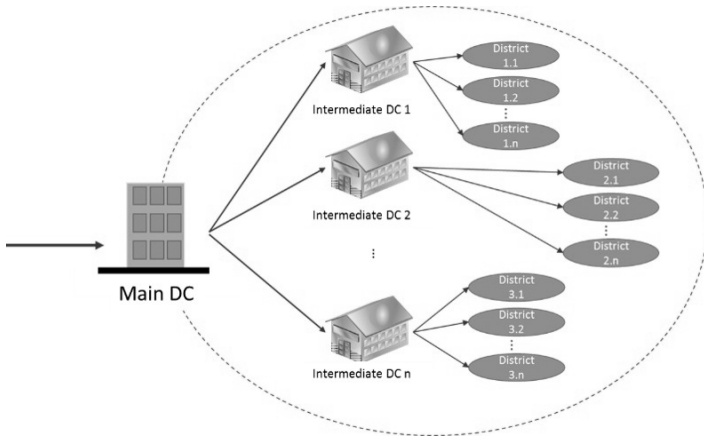 District
1.1
District
1.2
⋮
District
1.n
Intermediate DC 1
District
2.1
District
2.2
⋮
District
2.n
Intermediate DC 2
⋮
Main DC
District
3.1
District
3.2
⋮
District
3.n
Intermediate DC n